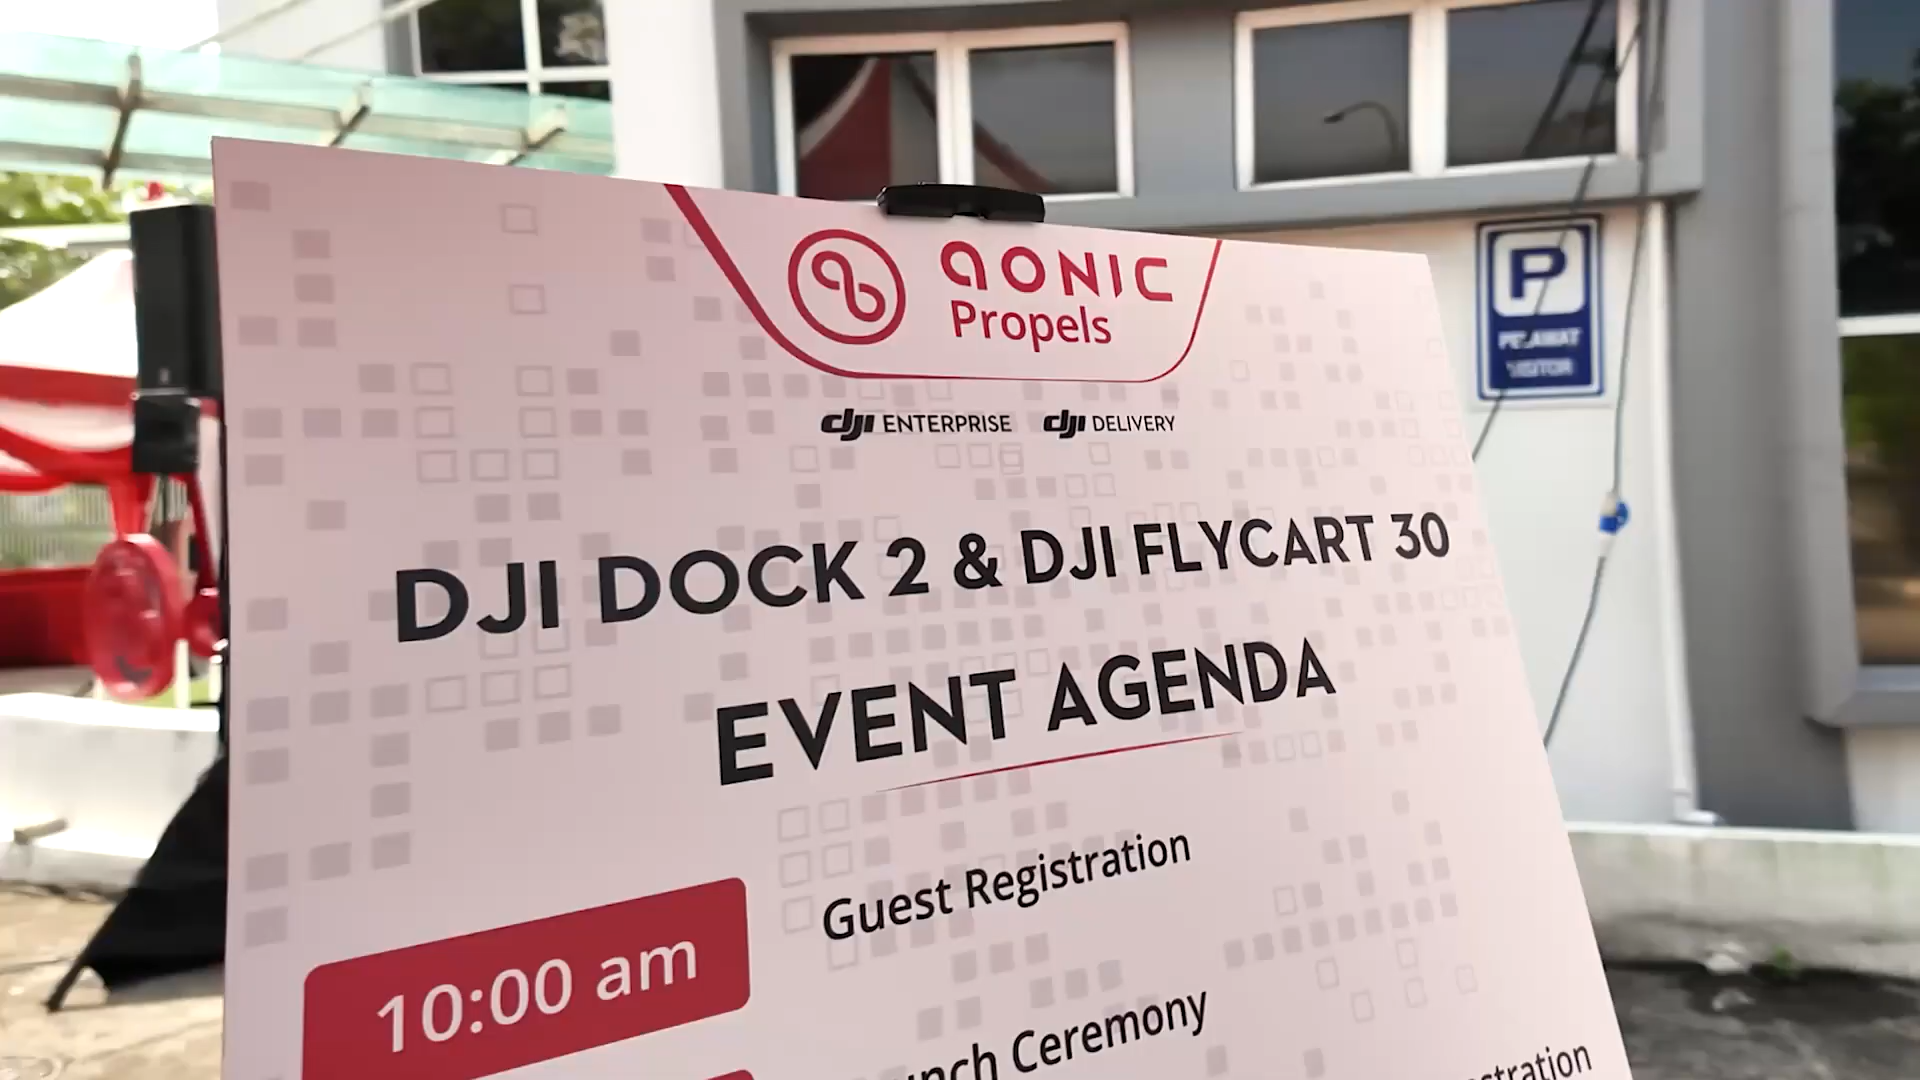 aonic
Propels
dji ENTERPRISE dji DELIVERY
DJI DOCK 2 & DJI FLYCART 30
EVENT AGENDA
10:00 am Guest Registration
Ceremony
P
PELAWAT
VISITOR